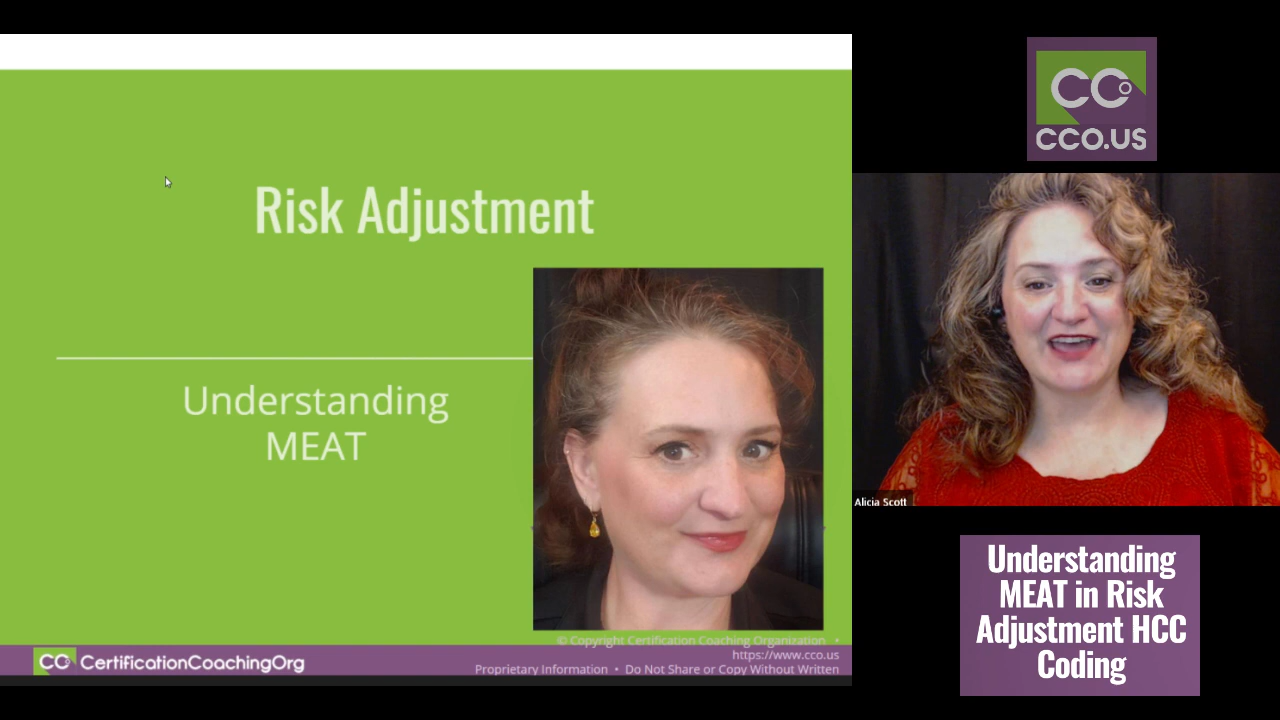 Risk Adjustment
Understanding
MEAT
© Copyright Certification Coaching Organization •
https://www.cco.us
Proprietary Information • Do Not Share or Copy Without Written
CC
CertificationCoachingOrg
CCO
CCO.US
Alicia Scott
Understanding
MEAT in Risk
Adjustment HCC
Coding